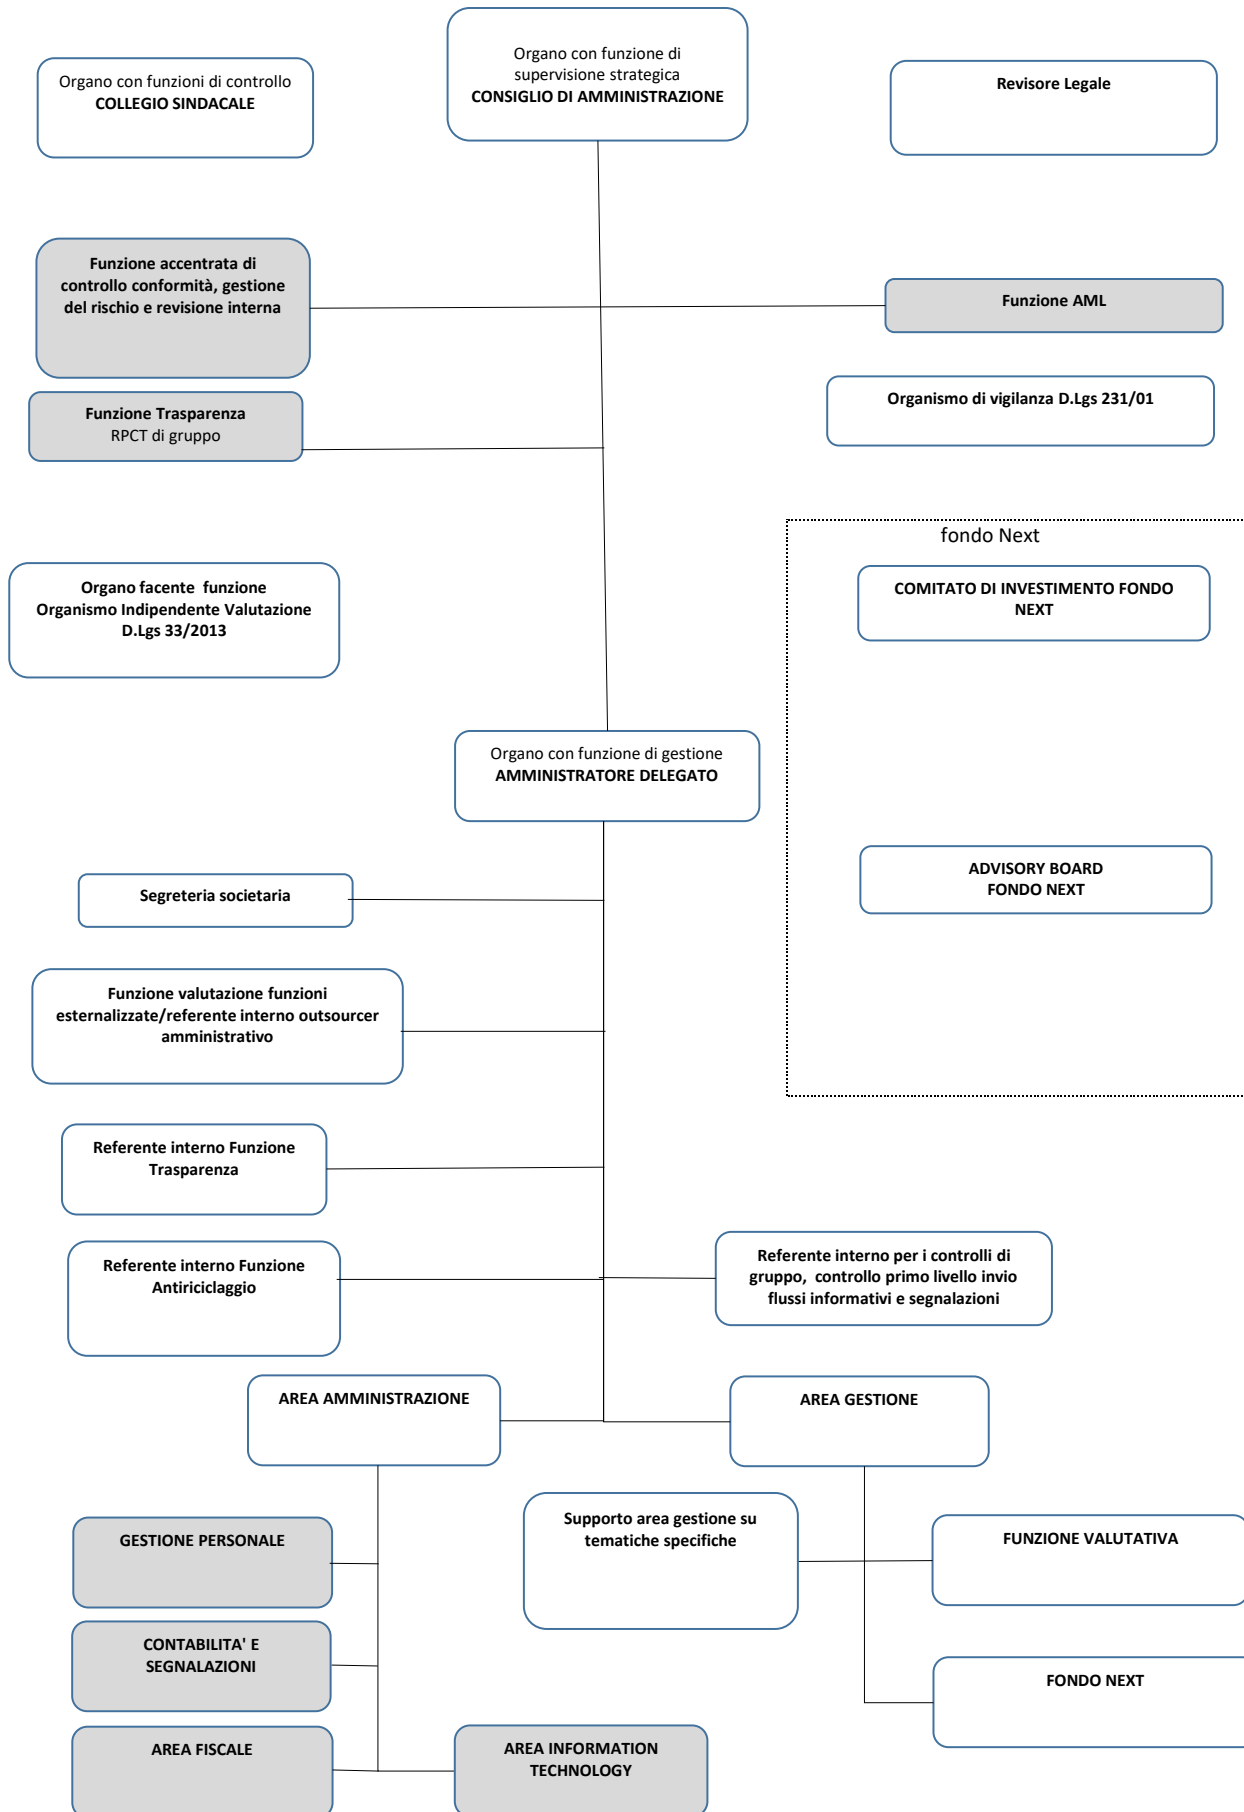 Organo con funzione di
supervisione strategica
CONSIGLIO DI AMMINISTRAZIONE
Organo con funzioni di controllo
COLLEGIO SINDACALE
Revisore Legale
Funzione accentrata di
controllo conformità, gestione
del rischio e revisione interna
Funzione AML
Funzione Trasparenza
RPCT di gruppo
Organismo di vigilanza D.Lgs 231/01
fondo Next
Organo facente  funzione
Organismo Indipendente Valutazione
D.Lgs 33/2013
COMITATO DI INVESTIMENTO FONDO
NEXT
Organo con funzione di gestione
AMMINISTRATORE DELEGATO
ADVISORY BOARD
FONDO NEXT
Segreteria societaria
Funzione valutazione funzioni
esternalizzate/referente interno outsourcer
amministrativo
Referente interno Funzione
Trasparenza
Referente interno Funzione
Antiriciclaggio
Referente interno per i controlli di
gruppo,  controllo primo livello invio
flussi informativi e segnalazioni
AREA AMMINISTRAZIONE
AREA GESTIONE
Supporto area gestione su
tematiche specifiche
GESTIONE PERSONALE
FUNZIONE VALUTATIVA
CONTABILITA' E
SEGNALAZIONI
FONDO NEXT
AREA FISCALE
AREA INFORMATION
TECHNOLOGY